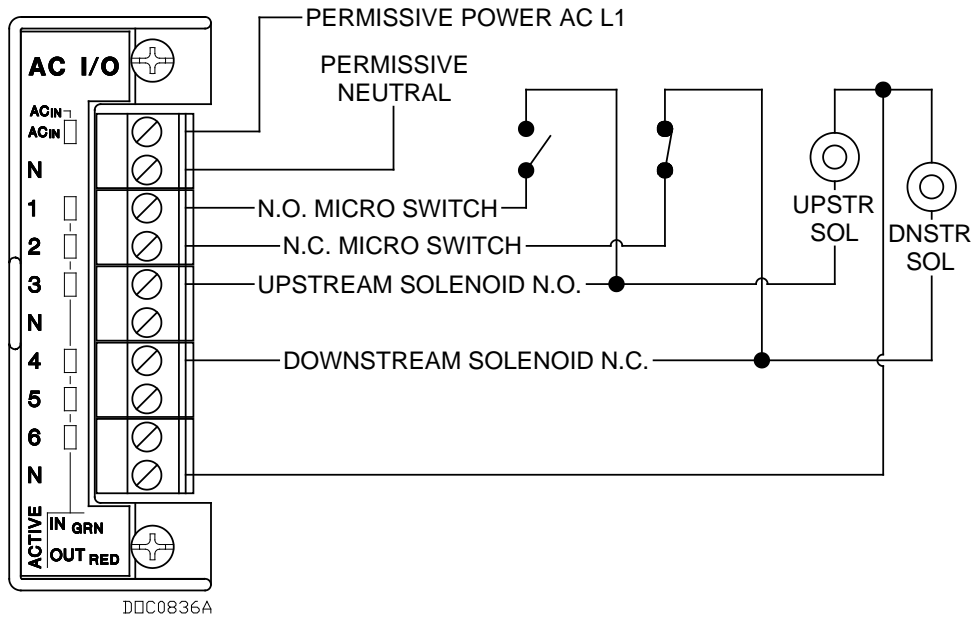 PERMISSIVE POWER AC L1
AC I/O
PERMISSIVE
NEUTRAL
ACIN
ACIN
N
1
N.O. MICRO SWITCH
2
N.C. MICRO SWITCH
UPSTR
SOL
DNSTR
SOL
3
UPSTREAM SOLENOID N.O.
N
4
DOWNSTREAM SOLENOID N.C.
5
6
N
ACTIVE
IN GRN
OUT RED
DOC0836A